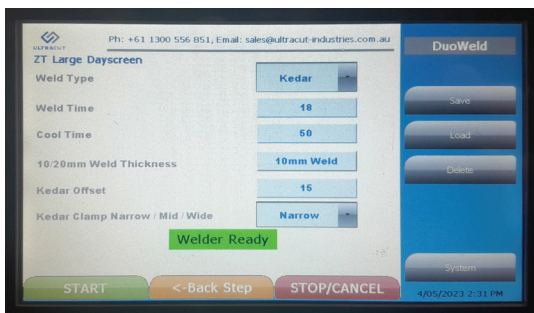 ULTRACUT
Ph: +61 1300 556 851, Email: sales@ultracut-industries.com.au
DuoWeld
ZT Large Dayscreen
Weld Type
Kedar
Weld Time
18
Save
Cool Time
50
Load
10/20mm Weld Thickness
10mm Weld
Delete
Kedar Offset
15
Kedar Clamp Narrow / Mid / Wide
Narrow
Welder Ready
System
START
<-Back Step
STOP/CANCEL
4/05/2023 2:31 PM